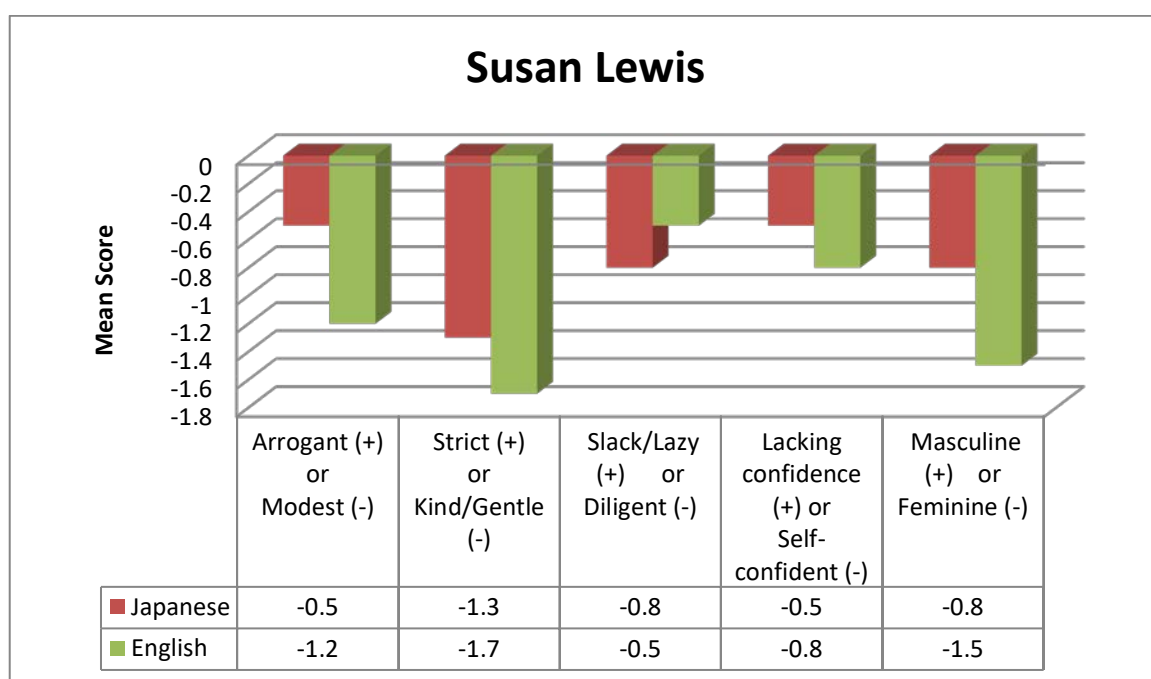 Susan Lewis
Mean Score
0
-0.2
-0.4
-0.6
-0.8
-1
-1.2
-1.4
-1.6
-1.8
Arrogant (+)
or
Modest (-)
Strict (+)
or
Kind/Gentle
(-)
Slack/Lazy
(+) or
Diligent (-)
Lacking
confidence
(+) or
Self-
confident (-)
Masculine
(+) or
Feminine (-)
Japanese -0.5 -1.3 -0.8 -0.5 -0.8
English -1.2 -1.7 -0.5 -0.8 -1.5